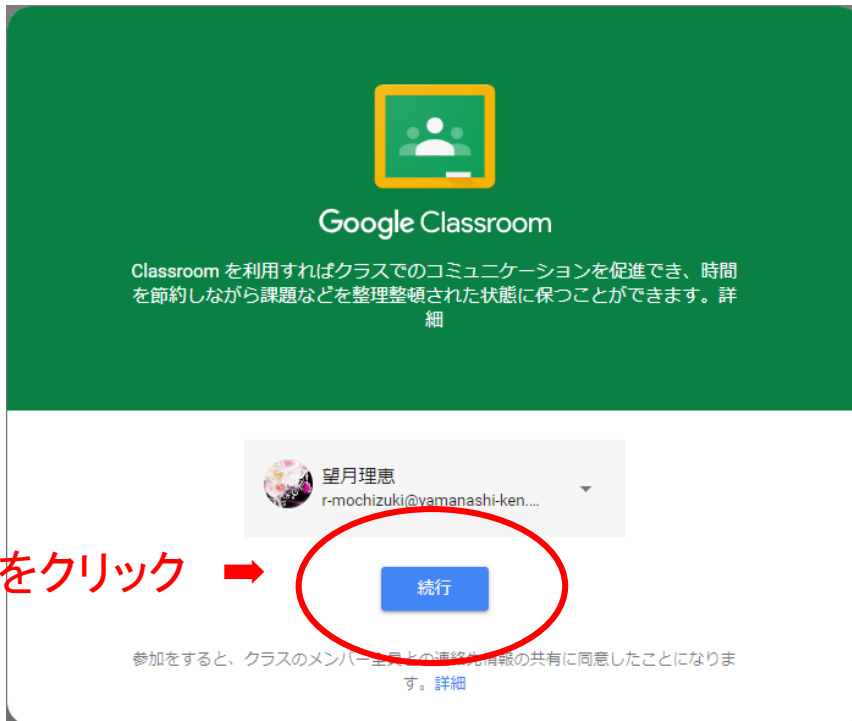 Google Classroom
Classroom を利用すればクラスでのコミュニケーションを促進でき、時間
を節約しながら課題などを整理整頓された状態に保つことができます。詳
細
望月理恵
r-mochizuki@yamanashi-ken....
をクリック ➡
続行
参加をすると、クラスのメンバー全員との連絡先情報の共有に同意したことになりま
す。詳細